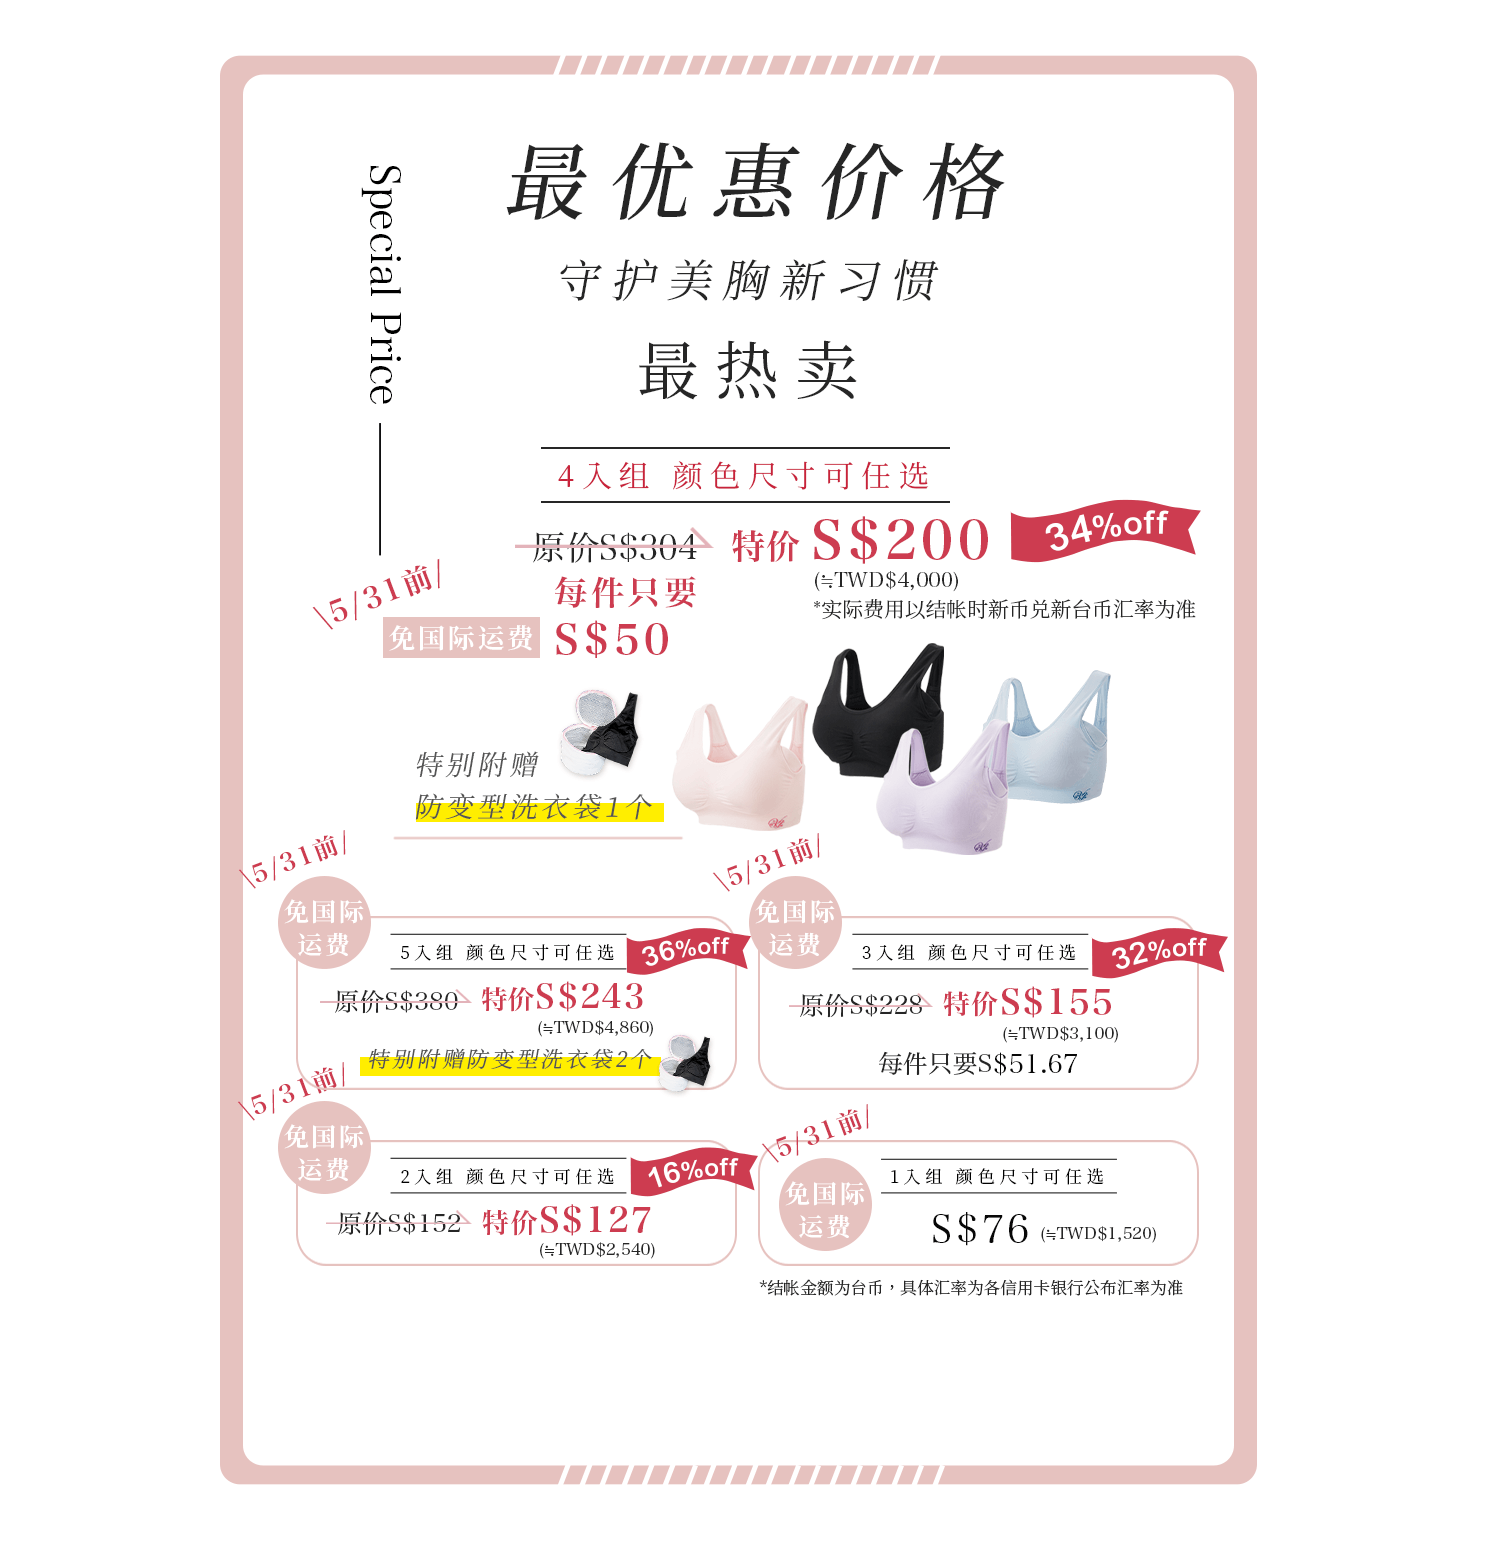 Special Price
最优惠价格
守护美胸新习惯
最热卖
4入组 颜色尺寸可任选
原价S$304 特价 S$200 34%off
(≒TWD$4,000)
*实际费用以结帐时新币兑新台币汇率为准
\5/31前/
免国际运费
每件只要
S$50
特别附赠
防变型洗衣袋1个
\5/31前/
免国际
运费
5入组 颜色尺寸可任选 36%off
原价S$380 特价S$243
(≒TWD$4,860)
特别附赠防变型洗衣袋2个
\5/31前/
免国际
运费
3入组 颜色尺寸可任选 32%off
原价S$228 特价S$155
(≒TWD$3,100)
每件只要S$51.67
\5/31前/
免国际
运费
2入组 颜色尺寸可任选 16%off
原价S$152 特价S$127
(≒TWD$2,540)
\5/31前/
免国际
运费
1入组 颜色尺寸可任选
S$76 (≒TWD$1,520)
*结帐金额为台币，具体汇率为各信用卡银行公布汇率为准